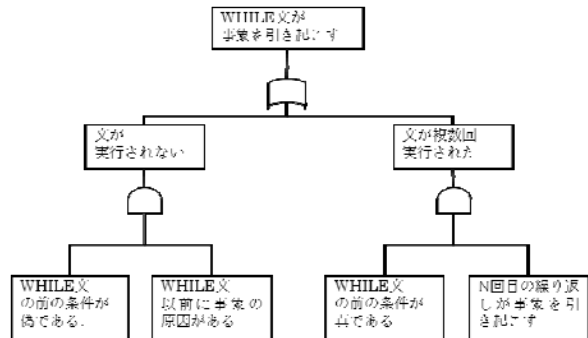 WHILE文が
事象を引き起こす
文が
実行されない
文が複数回
実行された
WHILE文
の前の条件が
偽である.
WHILE文
以前に事象の
原因がある
WHILE文
の前の条件が
真である
N回目の繰り返
しが事象を引
き起こす